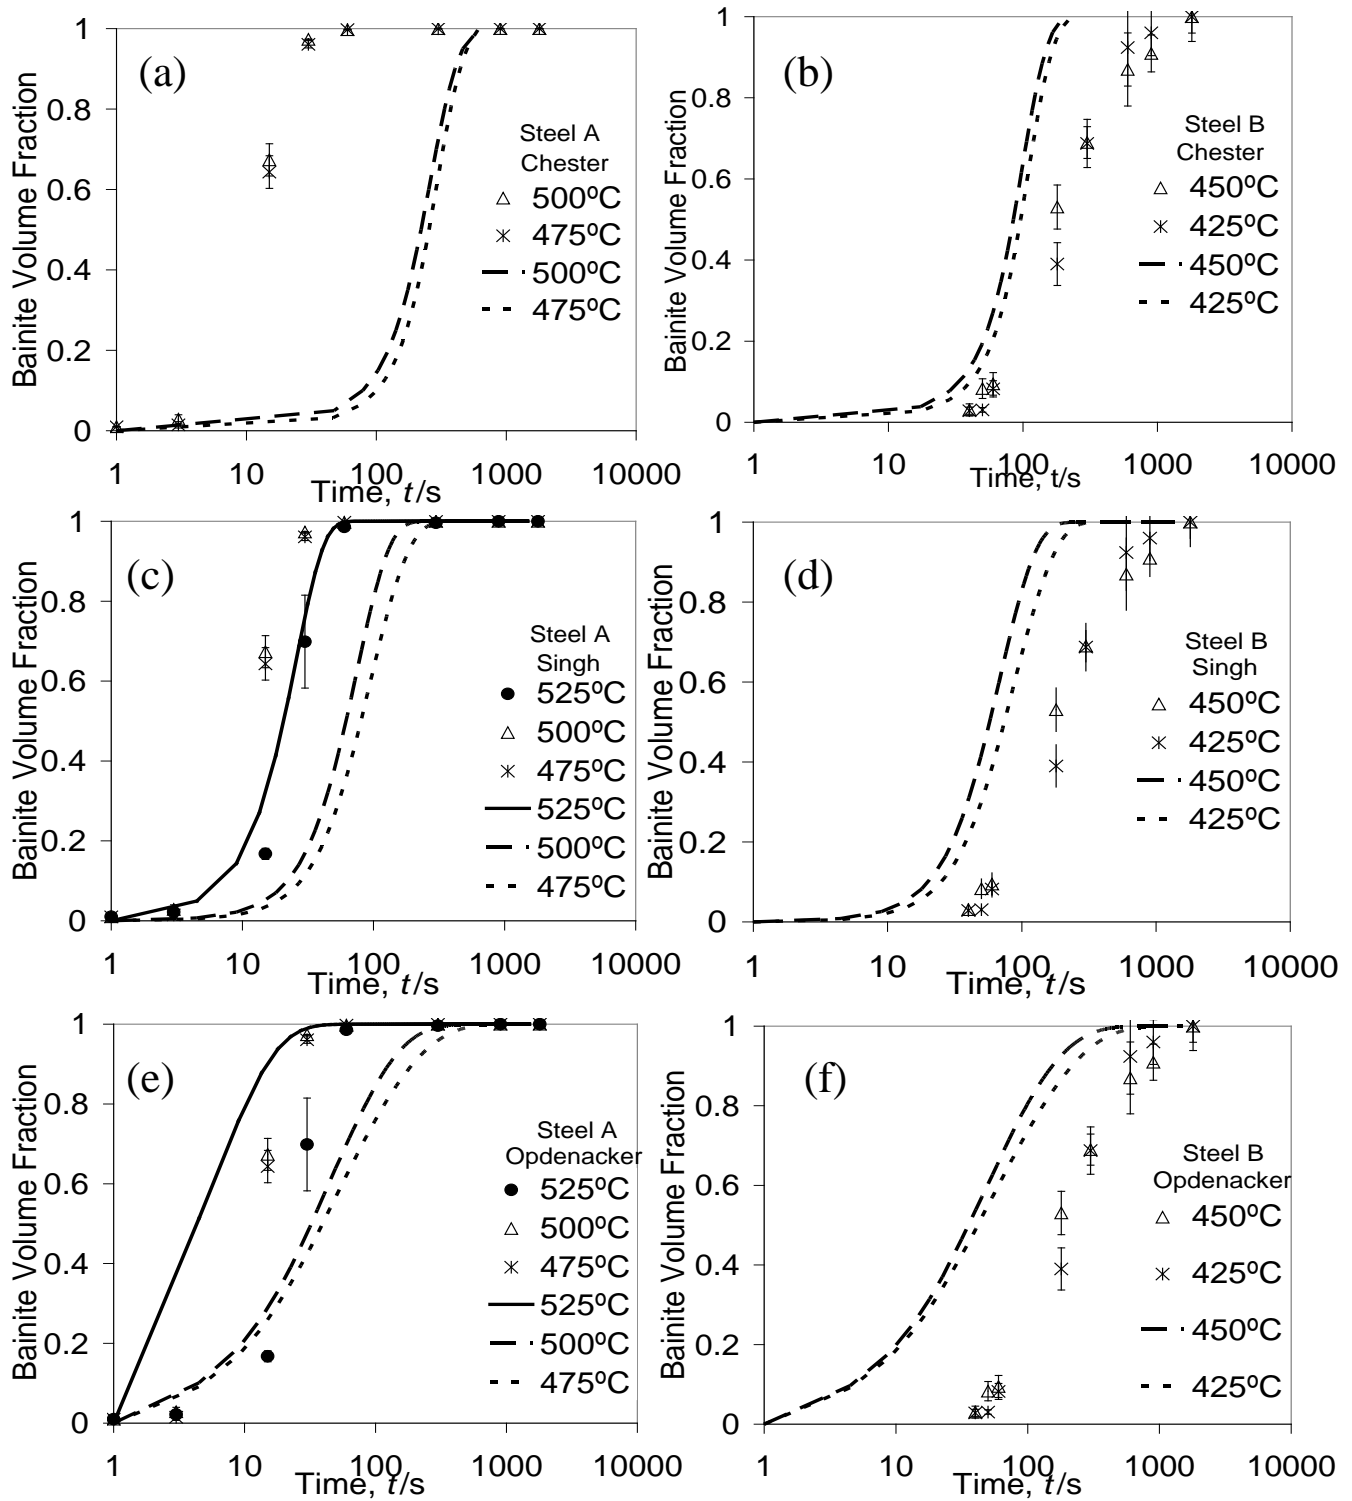 (a)
Bainite Volume Fraction
1
0.8
0.6
0.4
0.2
0
Steel A
Chester
500ºC
475ºC
500ºC
475ºC
1 10 100 1000 10000
Time, t/s
(b)
Bainite Volume Fraction
1
0.8
0.6
0.4
0.2
0
Steel B
Chester
450ºC
425ºC
450ºC
425ºC
1 10 100 1000 10000
Time, t/s
(c)
Bainite Volume Fraction
1
0.8
0.6
0.4
0.2
0
Steel A
Singh
525ºC
500ºC
475ºC
525ºC
500ºC
475ºC
1 10 100 1000 10000
Time, t/s
(d)
Bainite Volume Fraction
1
0.8
0.6
0.4
0.2
0
Steel B
Singh
450ºC
425ºC
450ºC
425ºC
1 10 100 1000 10000
Time, t/s
(e)
Bainite Volume Fraction
1
0.8
0.6
0.4
0.2
0
Steel A
Opdenacker
525ºC
500ºC
475ºC
525ºC
500ºC
475ºC
1 10 100 1000 10000
Time, t/s
(f)
Bainite Volume Fraction
1
0.8
0.6
0.4
0.2
0
Steel B
Opdenacker
450ºC
425ºC
450ºC
425ºC
1 10 100 1000 10000
Time, t/s